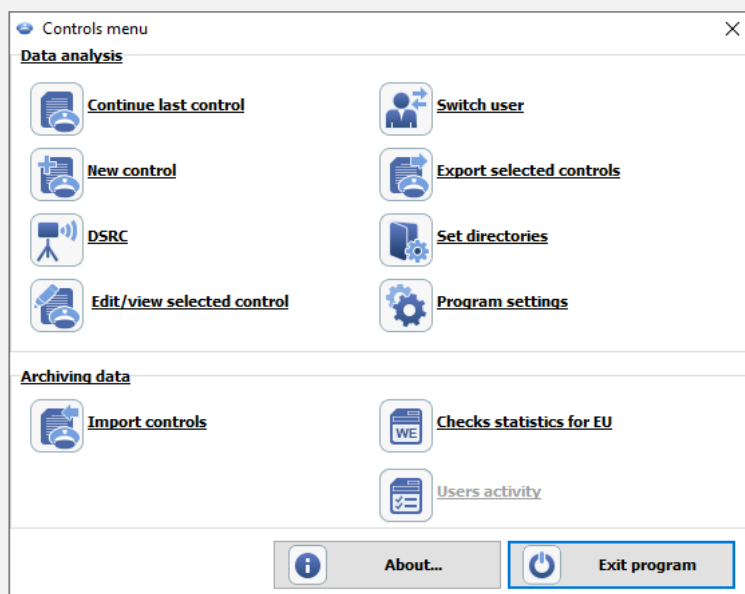 Controls menu
Data analysis
Continue last control
Switch user
New control
Export selected controls
DSRC
Set directories
Edit/view selected control
Program settings
Archiving data
Import controls
WE
Checks statistics for EU
Users activity
About...
Exit program